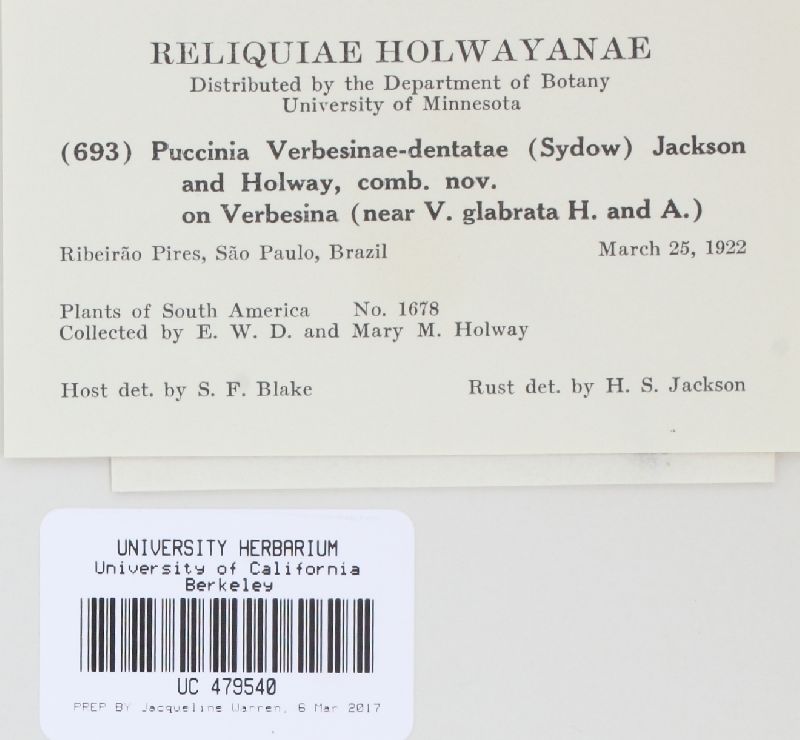 RELIQUIAE HOLWAYANAE
Distributed by the Department of Botany
University of Minnesota
(693) Puccinia Verbesinae-dentatae (Sydow) Jackson
and Holway, comb. nov.
on Verbesina (near V. glabrata H. and A.)
Ribeirão Pires, São Paulo, Brazil March 25, 1922
Plants of South America No. 1678
Collected by E. W. D. and Mary M. Holway
Host det. by S. F. Blake Rust det. by H. S. Jackson
UNIVERSITY HERBARIUM
University of California
Berkeley
UC 479540
PREP BY Jacqueline Warren, 6 Mar 2017